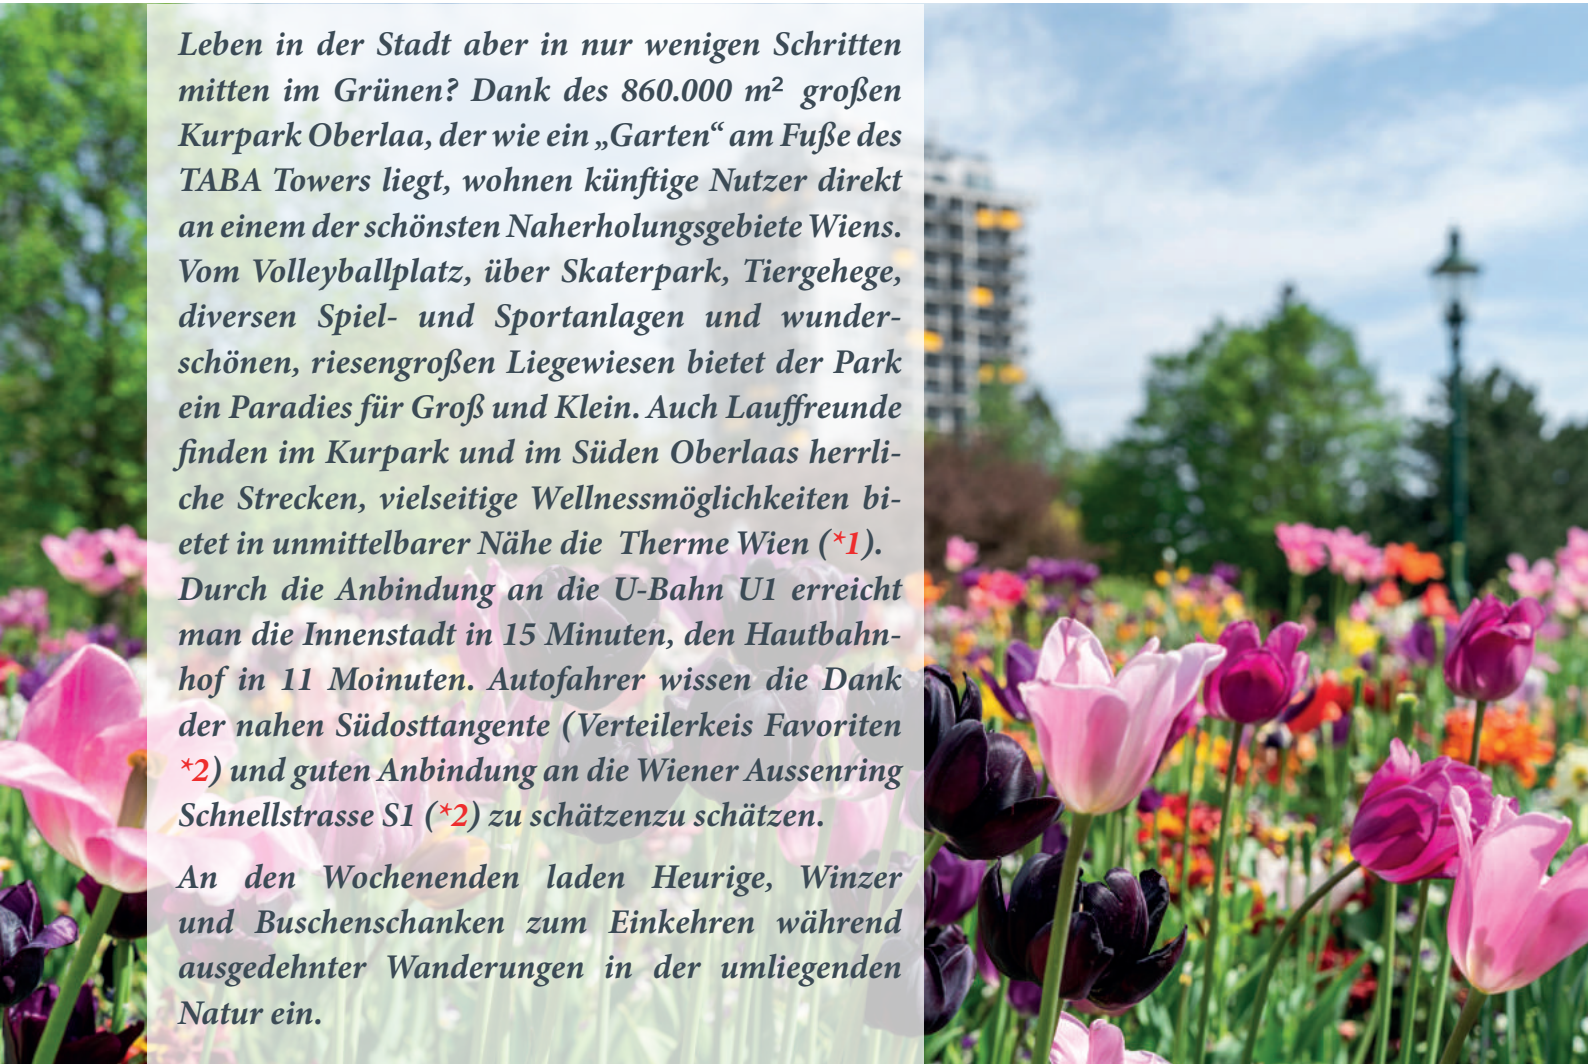 Leben in der Stadt aber in nur wenigen Schritten
mitten im Grünen? Dank des 860.000 m² großen
Kurpark Oberlaa, der wie ein „Garten“ am Fuße des
TABA Towers liegt, wohnen künftige Nutzer direkt
an einem der schönsten Naherholungsgebiete Wiens.
Vom Volleyballplatz, über Skaterpark, Tiergehege,
diversen Spiel- und Sportanlagen und wunder-
schönen, riesengroßen Liegewiesen bietet der Park
ein Paradies für Groß und Klein. Auch Lauffreunde
finden im Kurpark und im Süden Oberlaas herrli-
che Strecken, vielseitige Wellnessmöglichkeiten bi-
etet in unmittelbarer Nähe die Therme Wien (*1).
Durch die Anbindung an die U-Bahn U1 erreicht
man die Innenstadt in 15 Minuten, den Hautbahn-
hof in 11 Moinuten. Autofahrer wissen die Dank
der nahen Südosttangente (Verteilerkeis Favoriten
*2) und guten Anbindung an die Wiener Aussenring
Schnellstrasse S1 (*2) zu schätzenzu schätzen.
An den Wochenenden laden Heurige, Winzer
und Buschenschanken zum Einkehren während
ausgedehnter Wanderungen in der umliegenden
Natur ein.